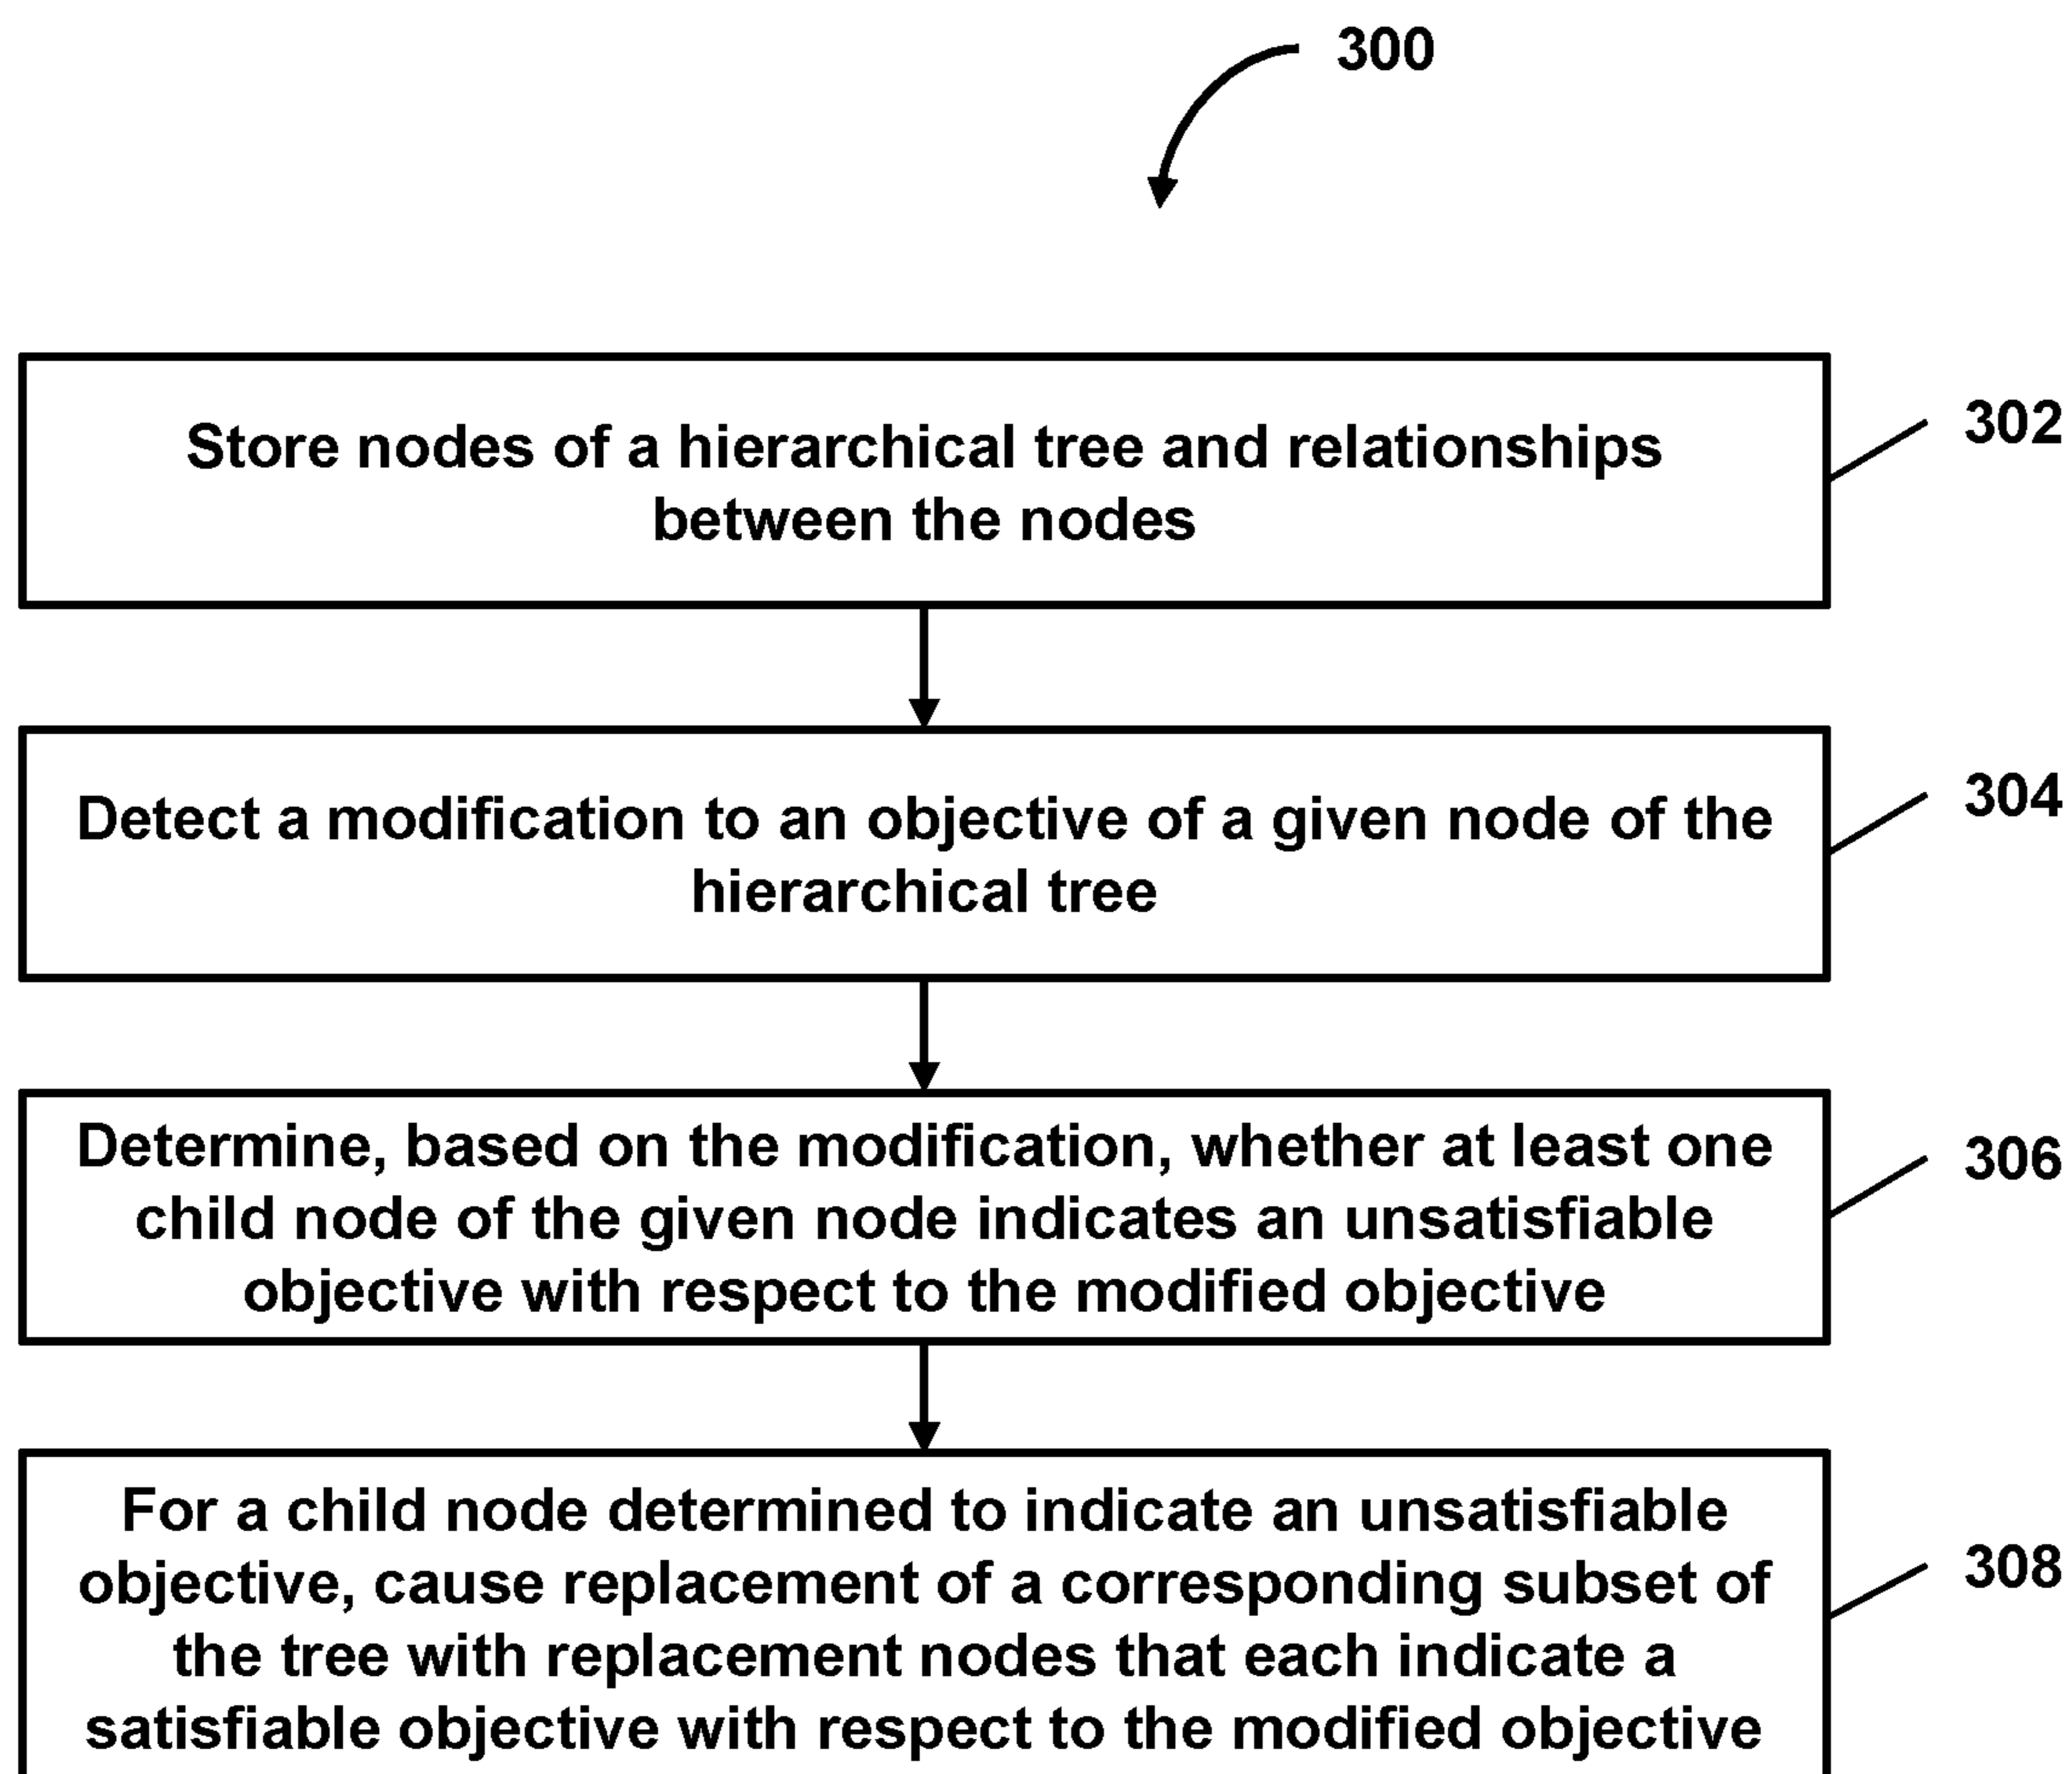 300
Store nodes of a hierarchical tree and relationships
between the nodes
302
Detect a modification to an objective of a given node of the
hierarchical tree
304
Determine, based on the modification, whether at least one
child node of the given node indicates an unsatisfiable
objective with respect to the modified objective
306
For a child node determined to indicate an unsatisfiable
objective, cause replacement of a corresponding subset of
the tree with replacement nodes that each indicate a
satisfiable objective with respect to the modified objective
308